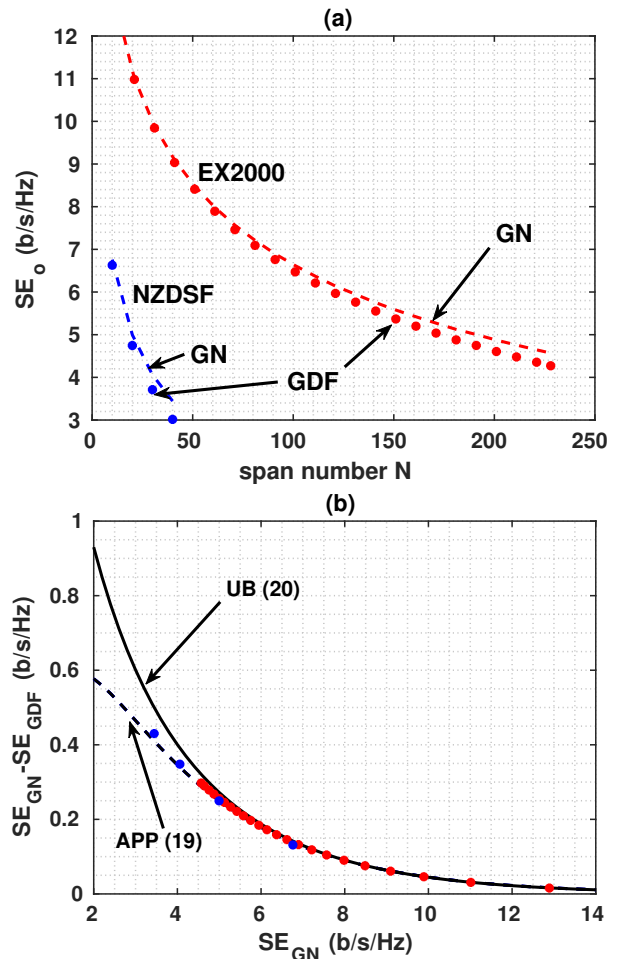 (a)
12
11
10
9
8
7
6
5
4
3
SE_o (b/s/Hz)
EX2000
GN
NZDSF
GN
GDF
0 50 100 150 200 250
span number N
(b)
1
0.8
0.6
0.4
0.2
0
SE_GN-SE_GDF (b/s/Hz)
UB (20)
APP (19)
2 4 6 8 10 12 14
SE_GN (b/s/Hz)